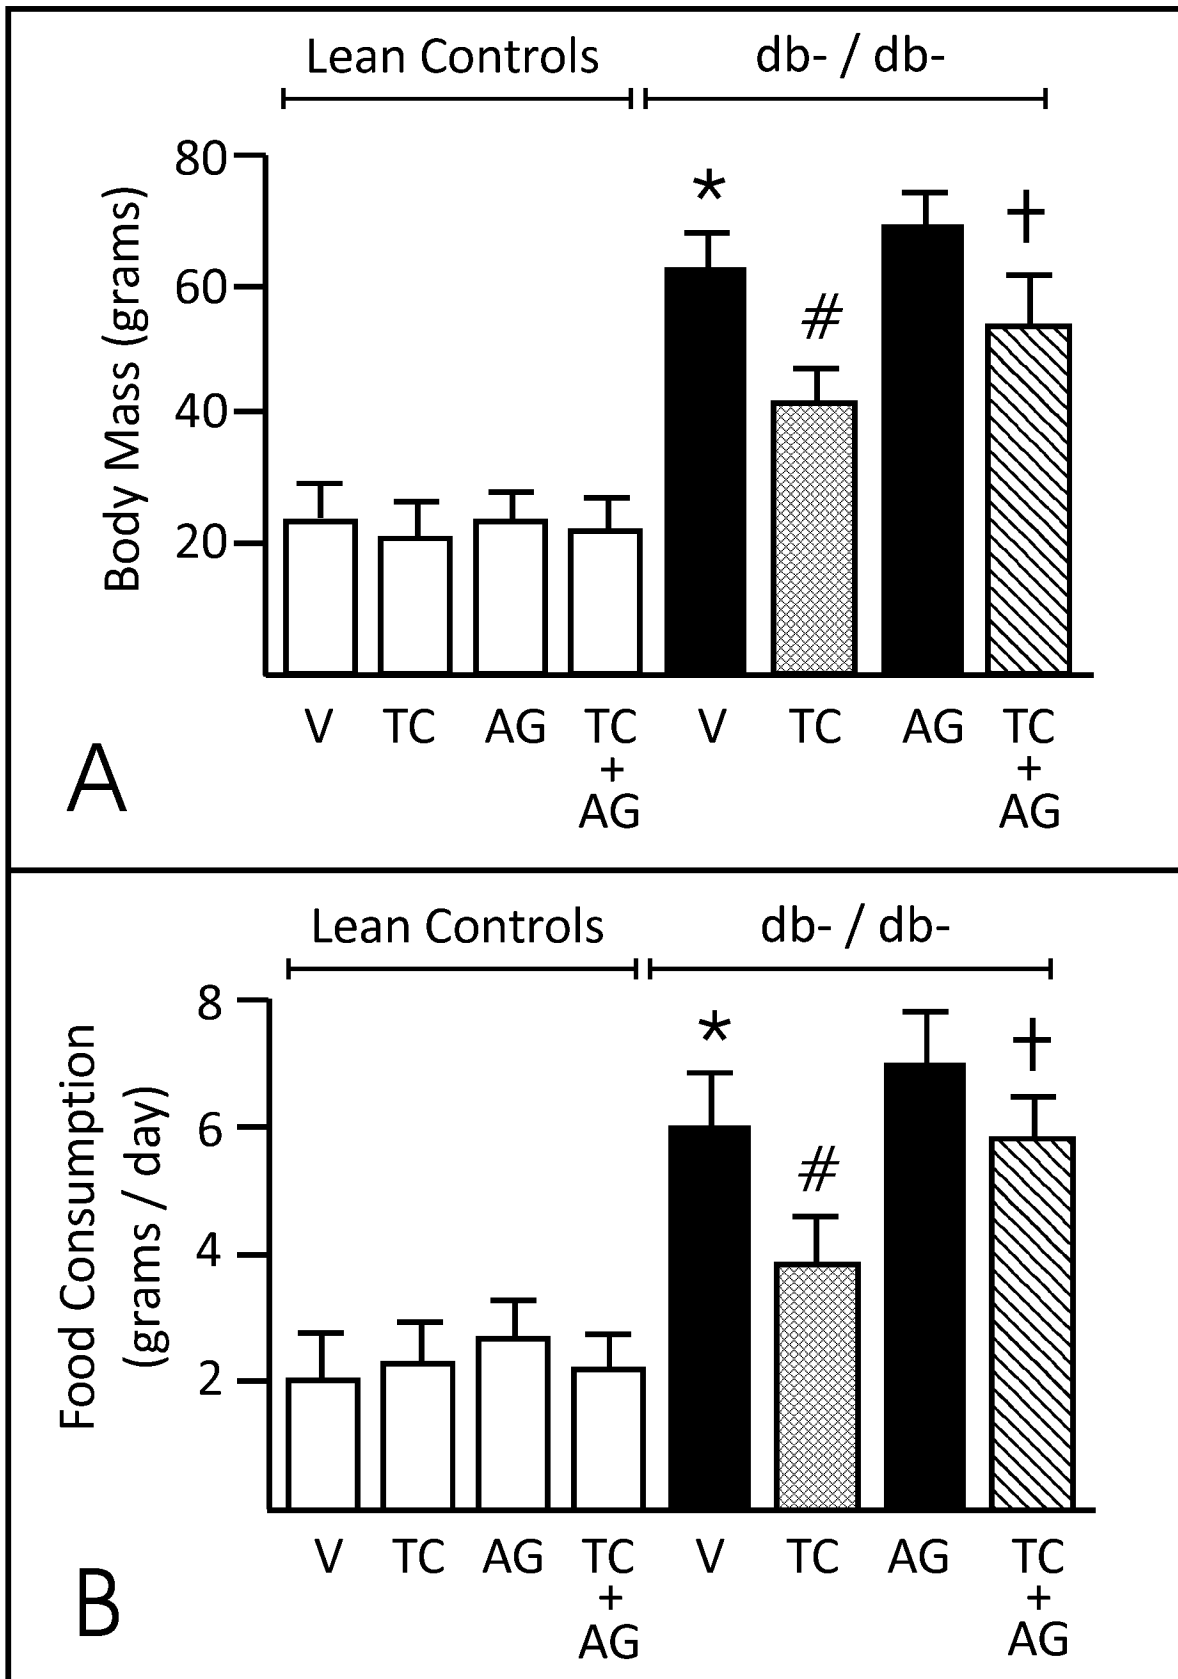 Lean Controls db- / db-
80
60
40
20
Body Mass (grams)
*
#
†
V TC AG TC + AG V TC AG TC + AG
A
Lean Controls db- / db-
8
6
4
2
Food Consumption
(grams / day)
*
#
†
V TC AG TC + AG V TC AG TC + AG
B